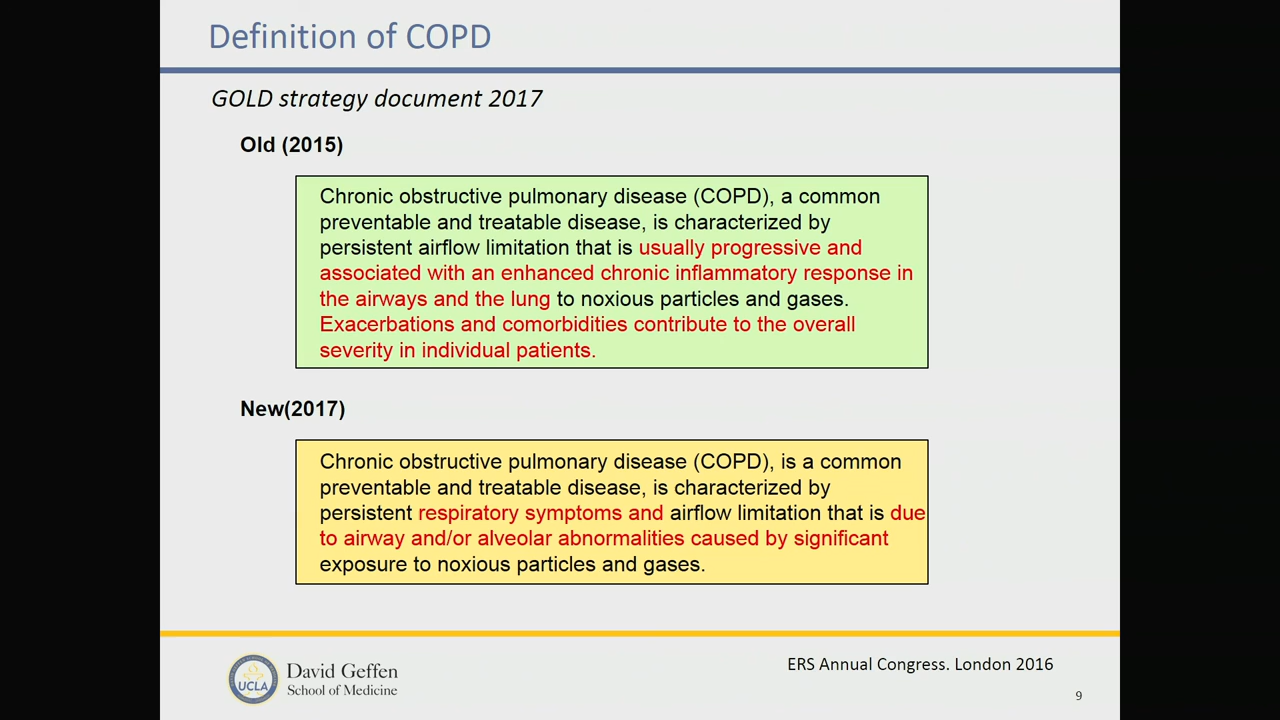 Definition of COPD
GOLD strategy document 2017
Old (2015)
Chronic obstructive pulmonary disease (COPD), a common
preventable and treatable disease, is characterized by
persistent airflow limitation that is usually progressive and
associated with an enhanced chronic inflammatory response in
the airways and the lung to noxious particles and gases.
Exacerbations and comorbidities contribute to the overall
severity in individual patients.
New(2017)
Chronic obstructive pulmonary disease (COPD), is a common
preventable and treatable disease, is characterized by
persistent respiratory symptoms and airflow limitation that is due
to airway and/or alveolar abnormalities caused by significant
exposure to noxious particles and gases.
UCLA
David Geffen
School of Medicine
ERS Annual Congress. London 2016
9